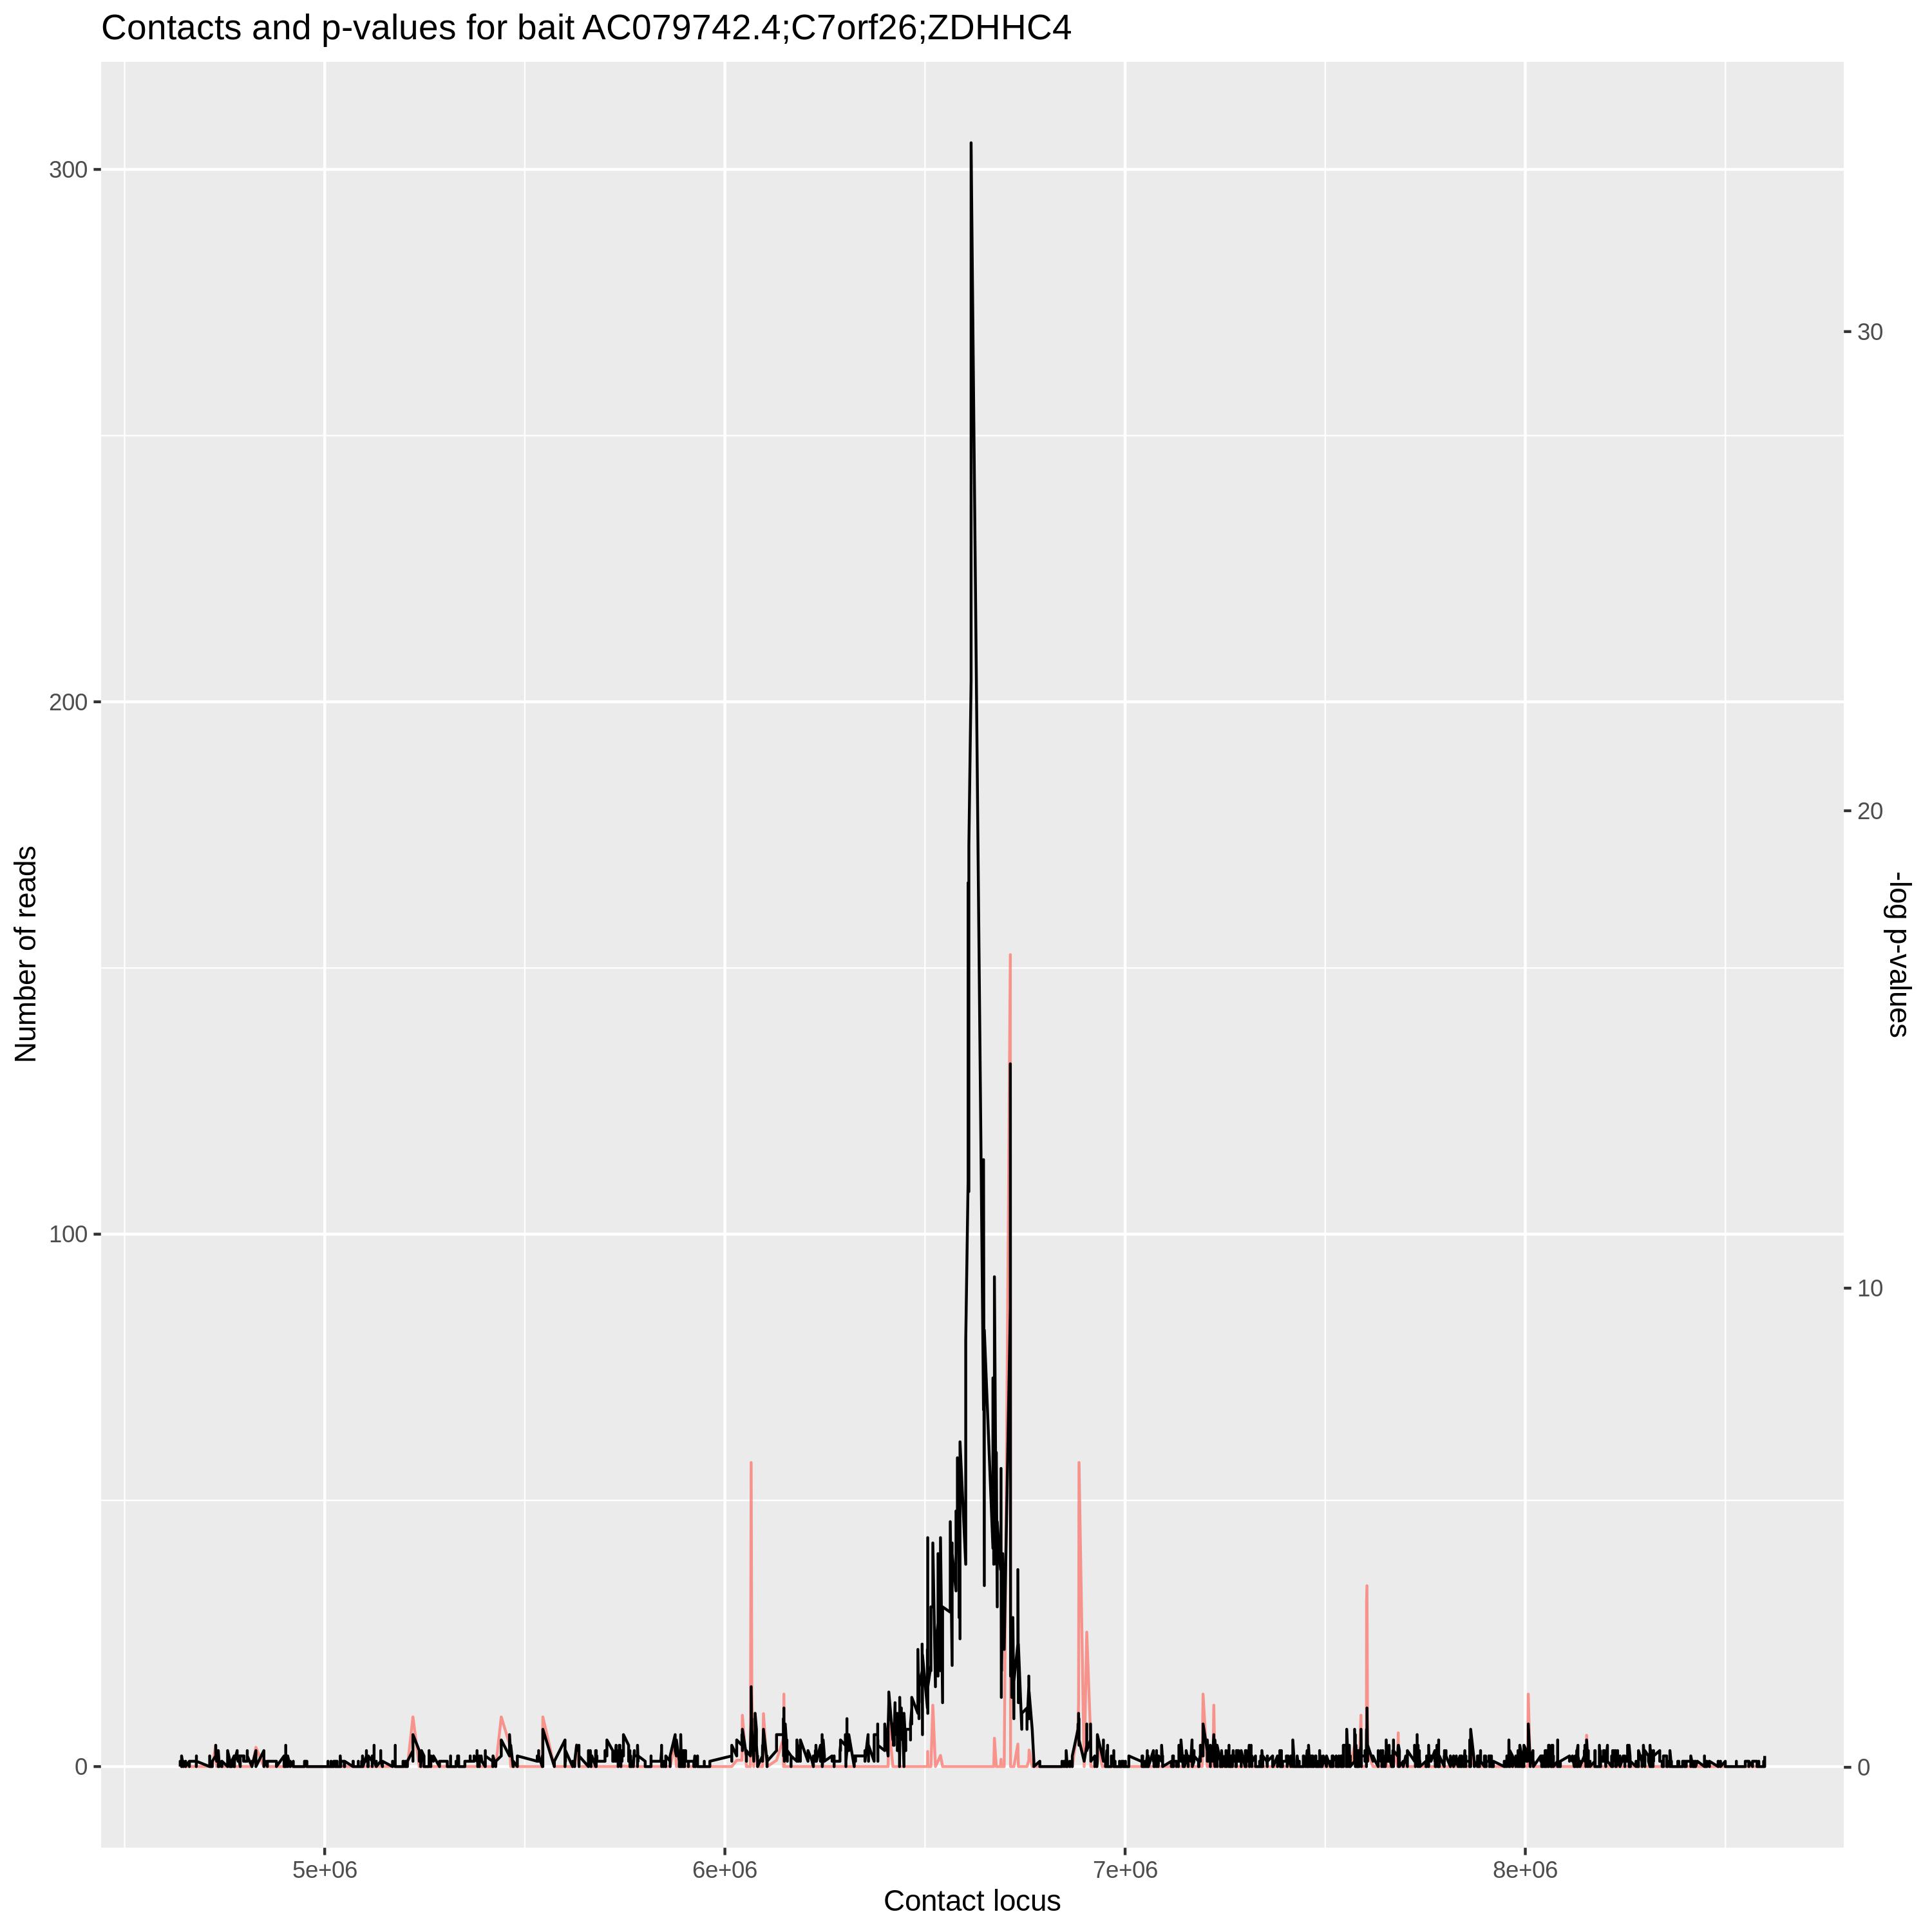 Contacts and p-values for bait AC079742.4;C7orf26;ZDHHC4
300
200
100
0
Number of reads
30
20
10
0
-log p-values
5e+06
6e+06
7e+06
8e+06
Contact locus